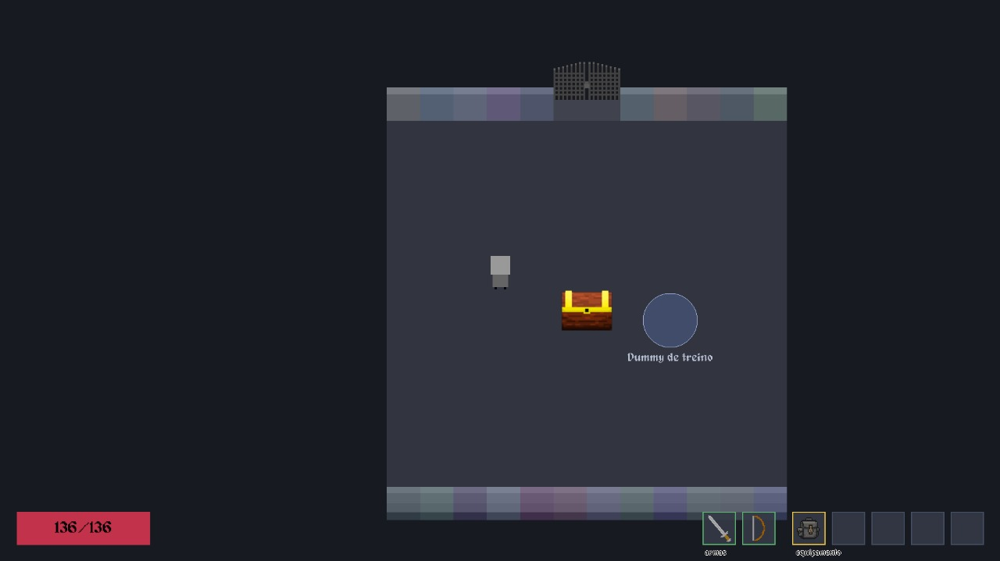 Dummy de treino
136/136
armas
equipamento